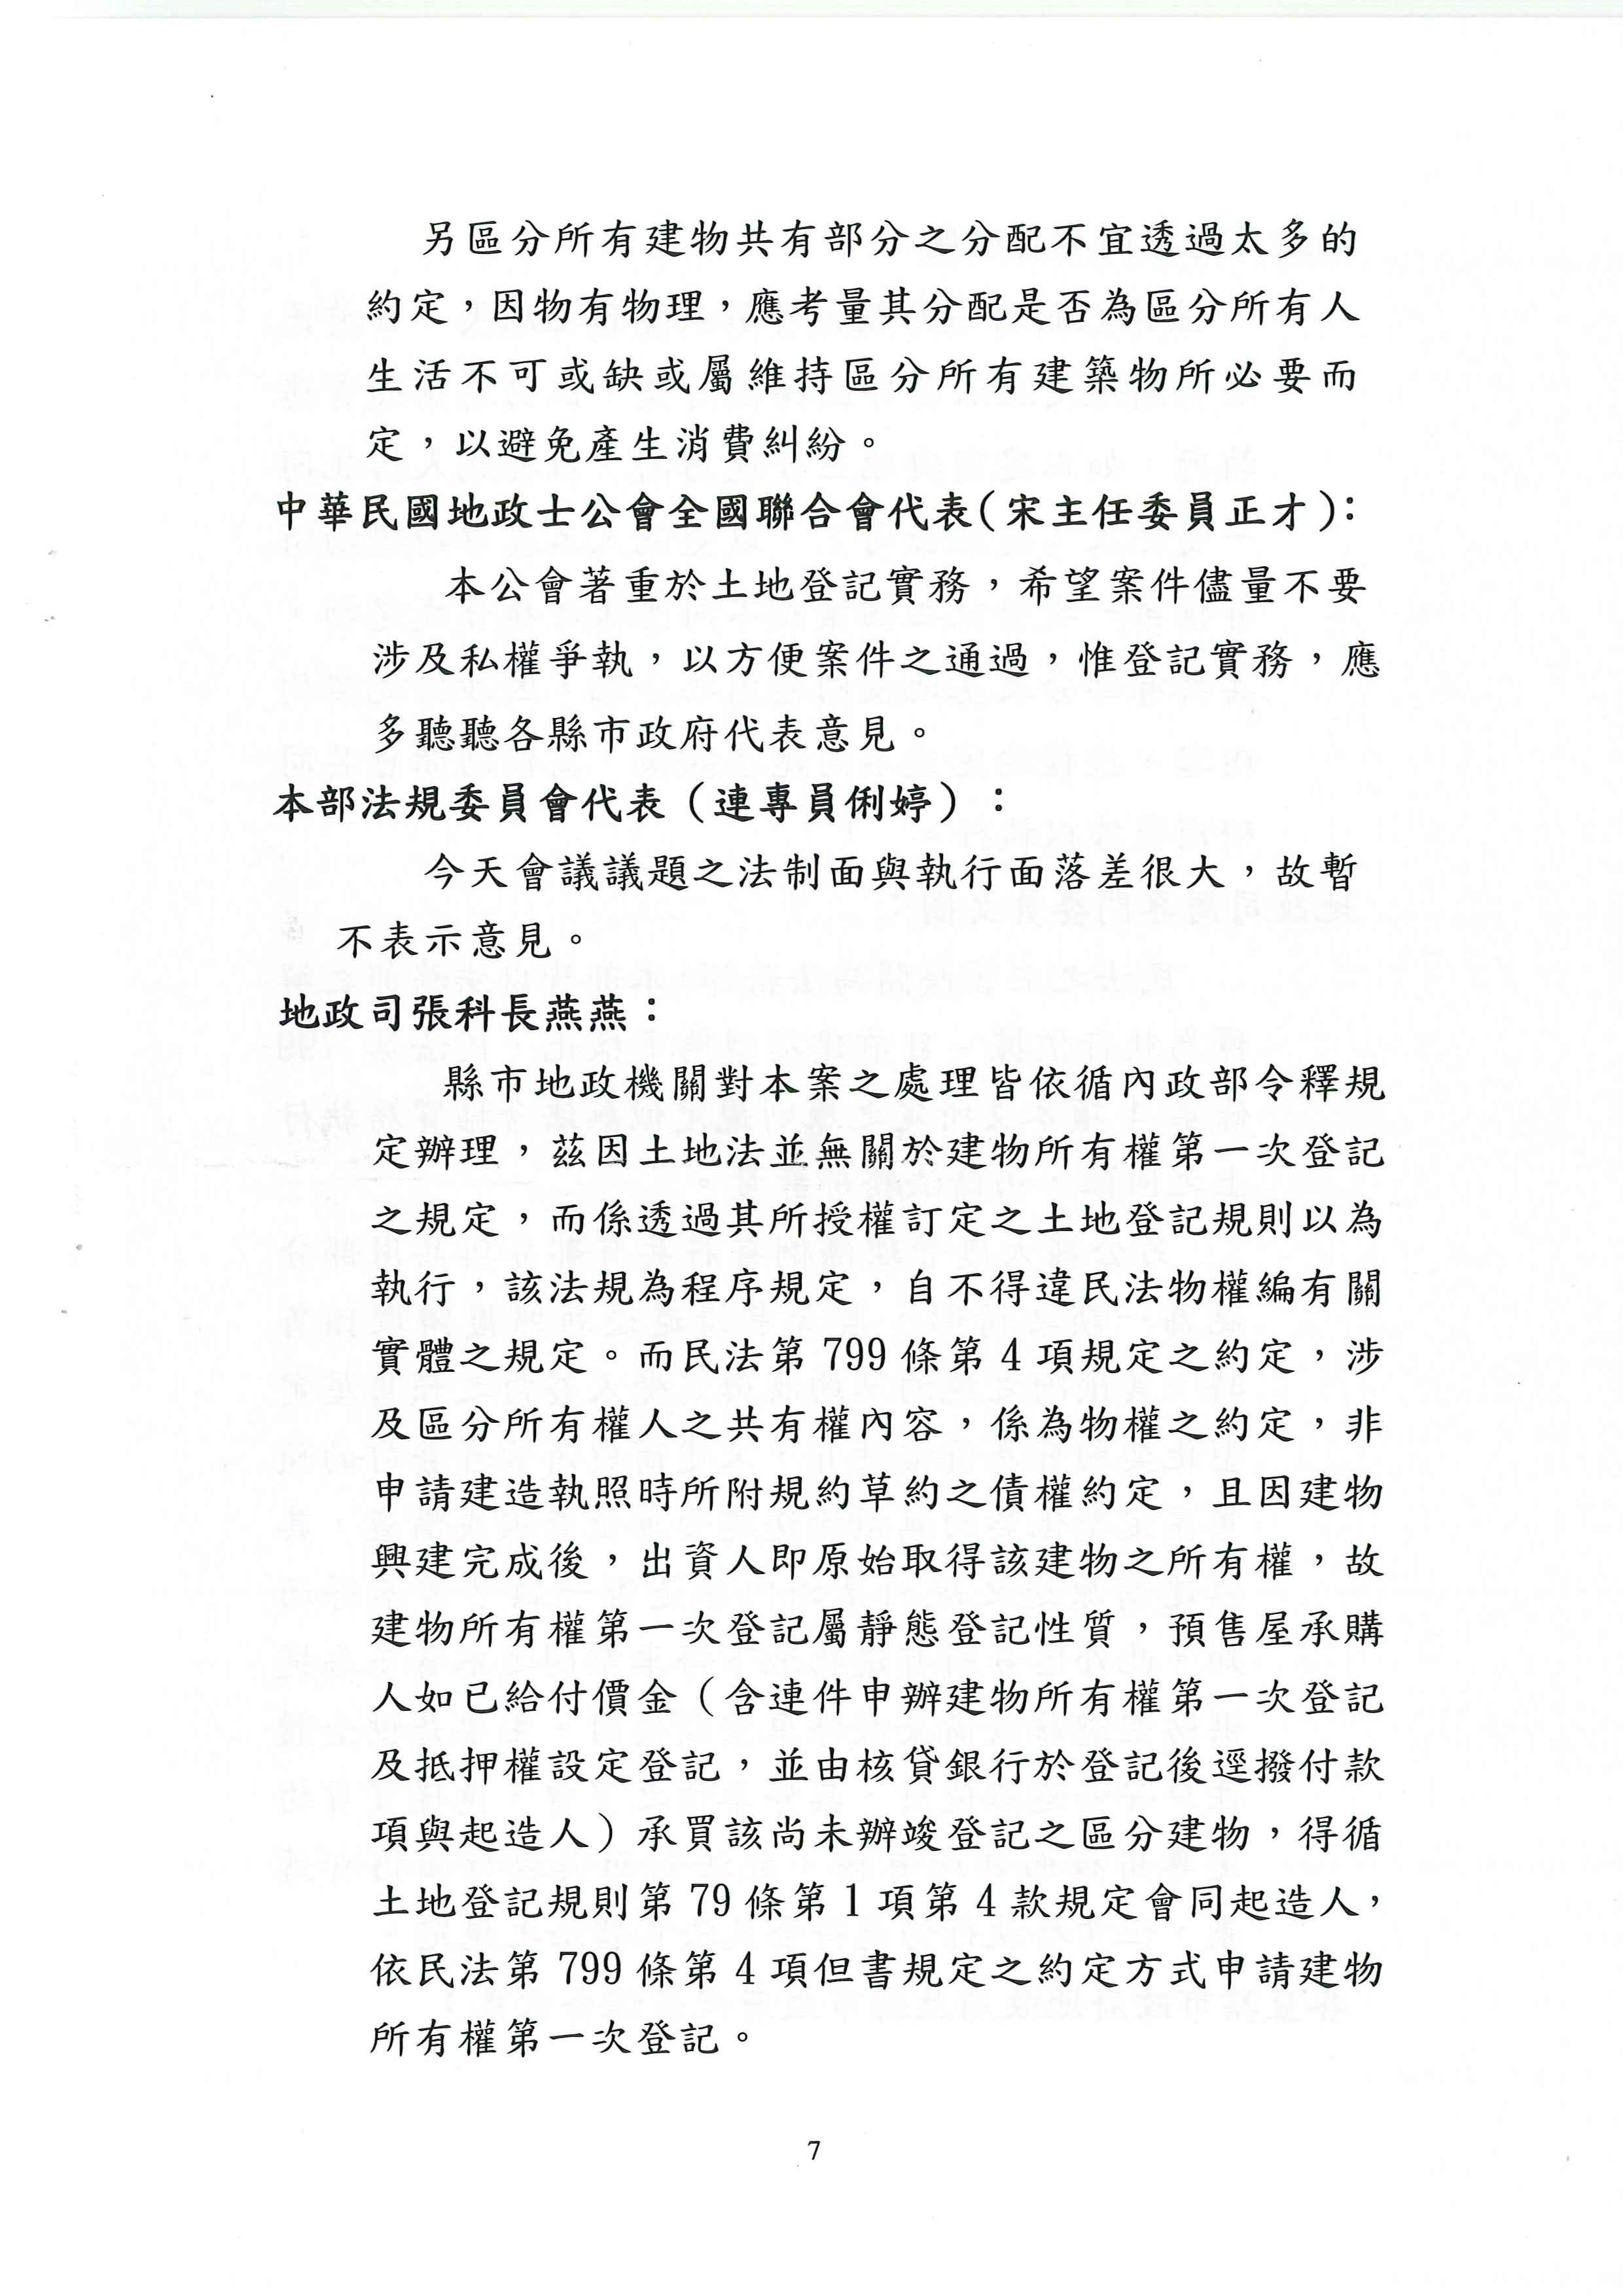 另區分所有建物共有部分之分配不宜透過太多的
約定，因物有物理，應考量其分配是否為區分所有人
生活不可或缺或屬維持區分所有建築物所必要而
定，以避免產生消費糾紛。
中華民國地政士公會全國聯合會代表(宋主任委員正才)：
本公會著重於土地登記實務，希望案件儘量不要
涉及私權爭執，以方便案件之通過，惟登記實務，應
多聽聽各縣市政府代表意見。
本部法規委員會代表（連專員俐婷）：
今天會議議題之法制面與執行面落差很大，故暫
不表示意見。
地政司張科長燕燕：
縣市地政機關對本案之處理皆依循內政部令釋規
定辦理，茲因土地法並無關於建物所有權第一次登記
之規定，而係透過其所授權訂定之土地登記規則以為
執行，該法規為程序規定，自不得違民法物權編有關
實體之規定。而民法第 799 條第 4 項規定之約定，涉
及區分所有權人之共有權內容，係為物權之約定，非
申請建造執照時所附規約草約之債權約定，且因建物
興建完成後，出資人即原始取得該建物之所有權，故
建物所有權第一次登記屬靜態登記性質，預售屋承購
人如已給付價金（含連件申辦建物所有權第一次登記
及抵押權設定登記，並由核貸銀行於登記後逕撥付款
項與起造人）承買該尚未辦竣登記之區分建物，得循
土地登記規則第 79 條第 1 項第 4 款規定會同起造人，
依民法第 799 條第 4 項但書規定之約定方式申請建物
所有權第一次登記。
7